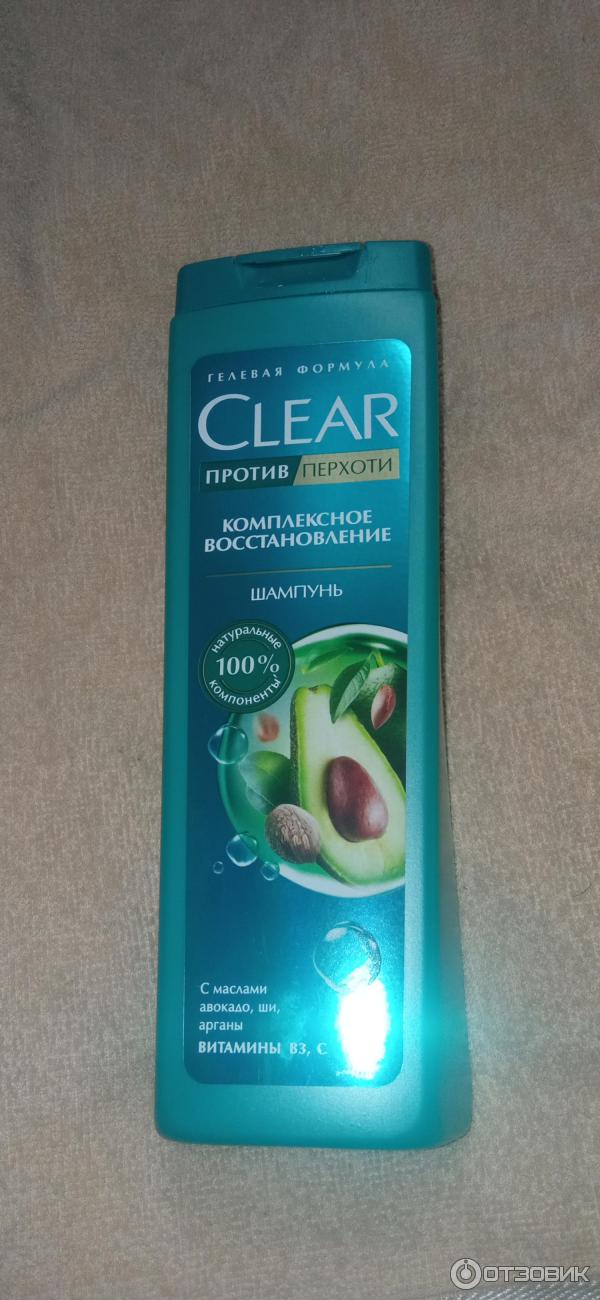 ГЕЛЕВАЯ ФОРМУЛА
CLEAR
ПРОТИВ ПЕРХОТИ
КОМПЛЕКСНОЕ
ВОССТАНОВЛЕНИЕ
ШАМПУНЬ
натуральные
100%
компоненты
С маслами
авокадо, ши,
арганы
ВИТАМИНЫ B3, C
ОТЗОВИК